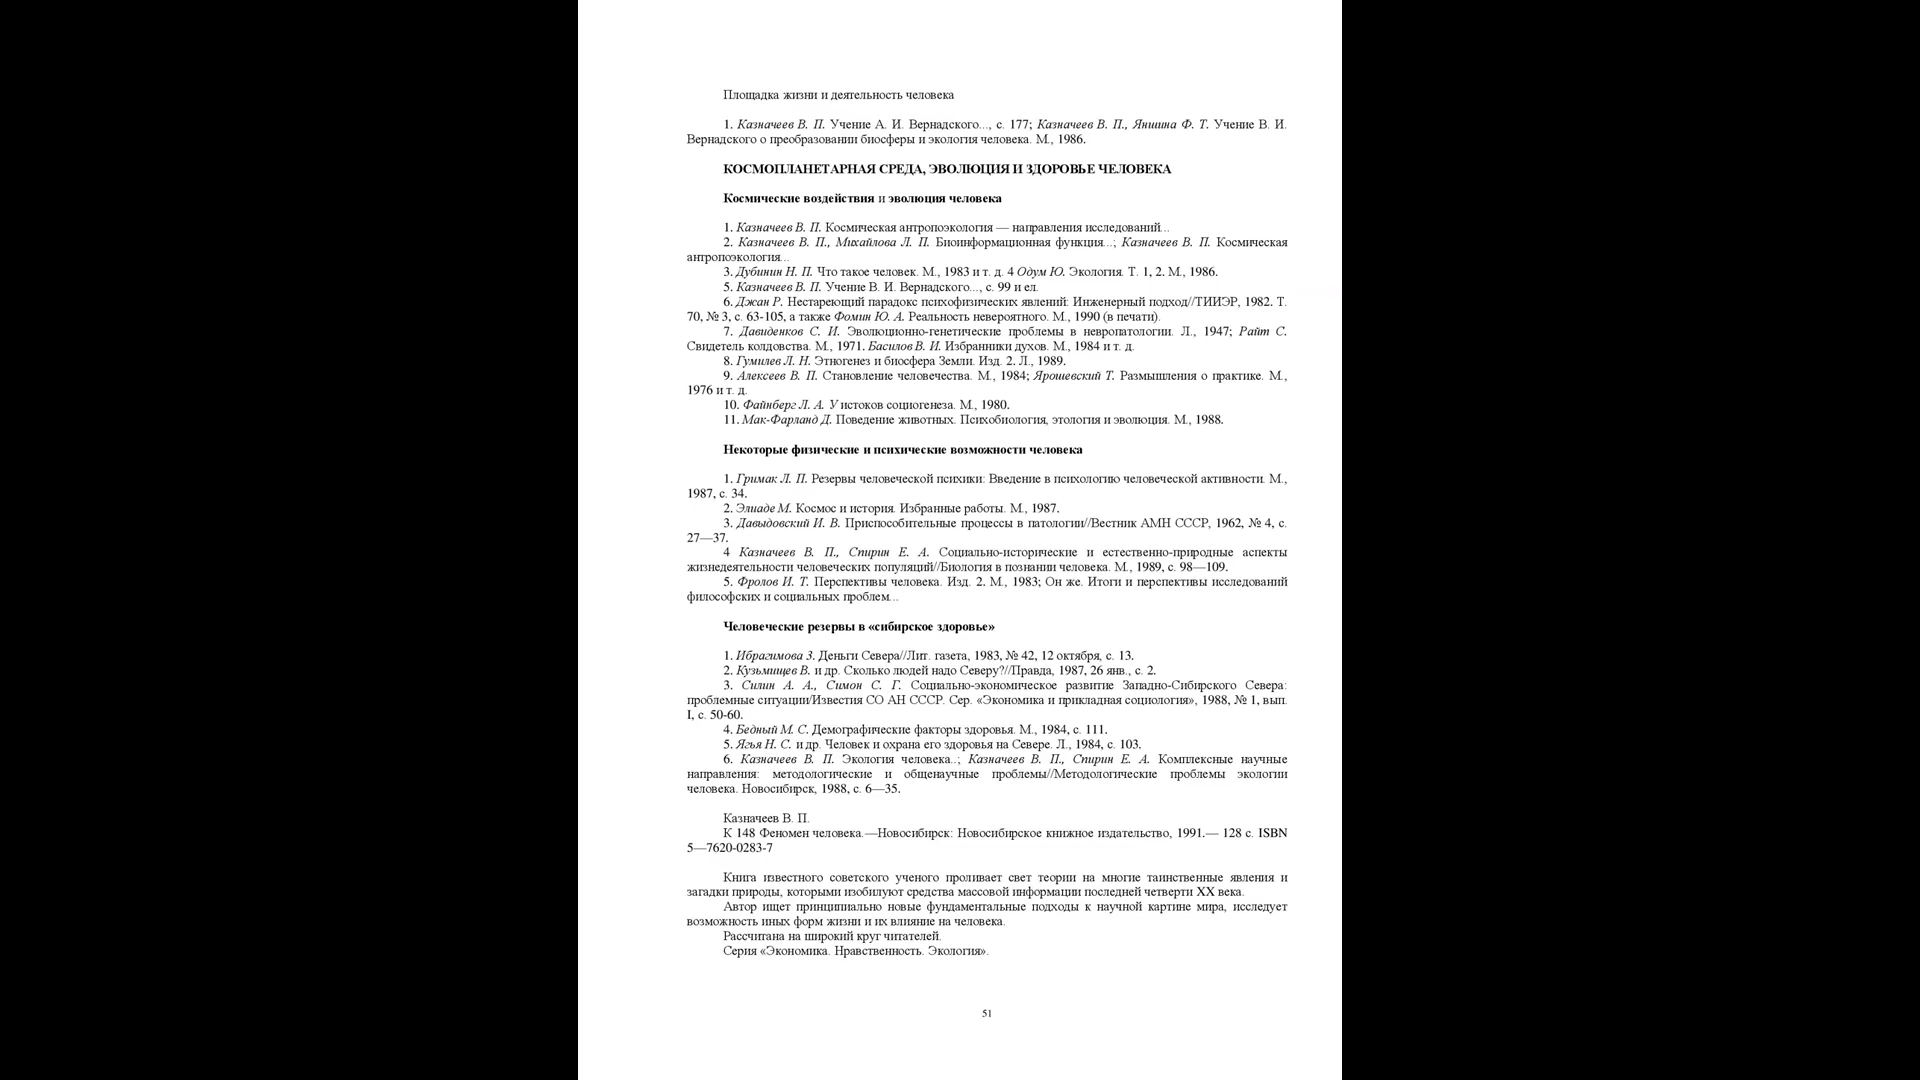 Площадка жизни и деятельность человека
1. Казначеев В. П. Учение А. И. Вернадского..., с. 177; Казначеев В. П., Яншина Ф. Т. Учение В. И.
Вернадского о преобразовании биосферы и экология человека. М., 1986.
КОСМОПЛАНЕТАРНАЯ СРЕДА, ЭВОЛЮЦИЯ И ЗДОРОВЬЕ ЧЕЛОВЕКА
Космические воздействия и эволюция человека
1. Казначеев В. П. Космическая антропоэкология — направления исследований...
2. Казначеев В. П., Михайлова Л. П. Биоинформационная функция...; Казначеев В. П. Космическая
антропоэкология...
3. Дубинин Н. П. Что такое человек. М., 1983 и т. д. 4 Одум Ю. Экология. Т. 1, 2. М., 1986.
5. Казначеев В. П. Учение В. И. Вернадского..., с. 99 и ел.
6. Джан Р. Нестареющий парадокс психофизических явлений: Инженерный подход//ТИИЭР, 1982. Т.
70, № 3, с. 63-105, а также Фомин Ю. А. Реальность невероятного. М., 1990 (в печати).
7. Давиденков С. И. Эволюционно-генетические проблемы в невропатологии. Л., 1947; Райт С.
Свидетель колдовства. М., 1971. Басилов В. И. Избранники духов. М., 1984 и т. д.
8. Гумилев Л. Н. Этногенез и биосфера Земли. Изд. 2. Л., 1989.
9. Алексеев В. П. Становление человечества. М., 1984; Ярошевский Т. Размышления о практике. М.,
1976 и т. д.
10. Файнберг Л. А. У истоков социогенеза. М., 1980.
11. Мак-Фарланд Д. Поведение животных. Психобиология, этология и эволюция. М., 1988.
Некоторые физические и психические возможности человека
1. Гримак Л. П. Резервы человеческой психики: Введение в психологию человеческой активности. М.,
1987, с. 34.
2. Элиаде М. Космос и история. Избранные работы. М., 1987.
3. Давыдовский И. В. Приспособительные процессы в патологии//Вестник АМН СССР, 1962, № 4, с.
27—37.
4 Казначеев В. П., Спирин Е. А. Социально-исторические и естественно-природные аспекты
жизнедеятельности человеческих популяций//Биология в познании человека. М., 1989, с. 98—109.
5. Фролов И. Т. Перспективы человека. Изд. 2. М., 1983; Он же. Итоги и перспективы исследований
философских и социальных проблем...
Человеческие резервы в «сибирское здоровье»
1. Ибрагимова З. Деньги Севера//Лит. газета, 1983, № 42, 12 октября, с. 13.
2. Кузьмищев В. и др. Сколько людей надо Северу?//Правда, 1987, 26 янв., с. 2.
3. Силин А. А., Симон С. Г. Социально-экономическое развитие Западно-Сибирского Севера:
проблемные ситуации/Известия СО АН СССР. Сер. «Экономика и прикладная социология», 1988, № 1, вып.
I, с. 50-60.
4. Бедный М. С. Демографические факторы здоровья. М., 1984, с. 111.
5. Ягья Н. С. и др. Человек и охрана его здоровья на Севере. Л., 1984, с. 103.
6. Казначеев В. П. Экология человека..; Казначеев В. П., Спирин Е. А. Комплексные научные
направления: методологические и общенаучные проблемы//Методологические проблемы экологии
человека. Новосибирск, 1988, с. 6—35.
Казначеев В. П.
К 148 Феномен человека.—Новосибирск: Новосибирское книжное издательство, 1991.— 128 с. ISBN
5—7620-0283-7
Книга известного советского ученого проливает свет теории на многие таинственные явления и
загадки природы, которыми изобилуют средства массовой информации последней четверти XX века.
Автор ищет принципиально новые фундаментальные подходы к научной картине мира, исследует
возможность иных форм жизни и их влияние на человека.
Рассчитана на широкий круг читателей.
Серия «Экономика. Нравственность. Экология».
51